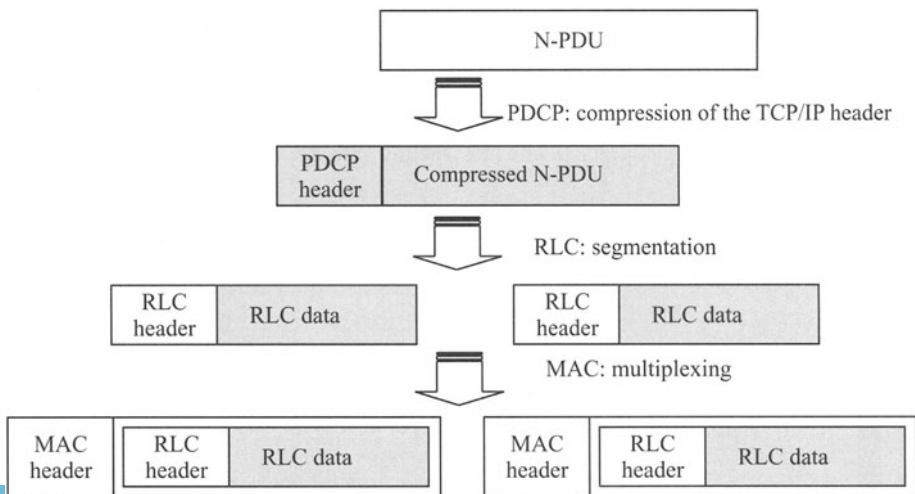 N-PDU
PDCP: compression of the TCP/IP header
PDCP
header
Compressed N-PDU
RLC: segmentation
RLC
header
RLC data
RLC
header
RLC data
MAC: multiplexing
MAC
header
RLC
header
RLC data
MAC
header
RLC
header
RLC data